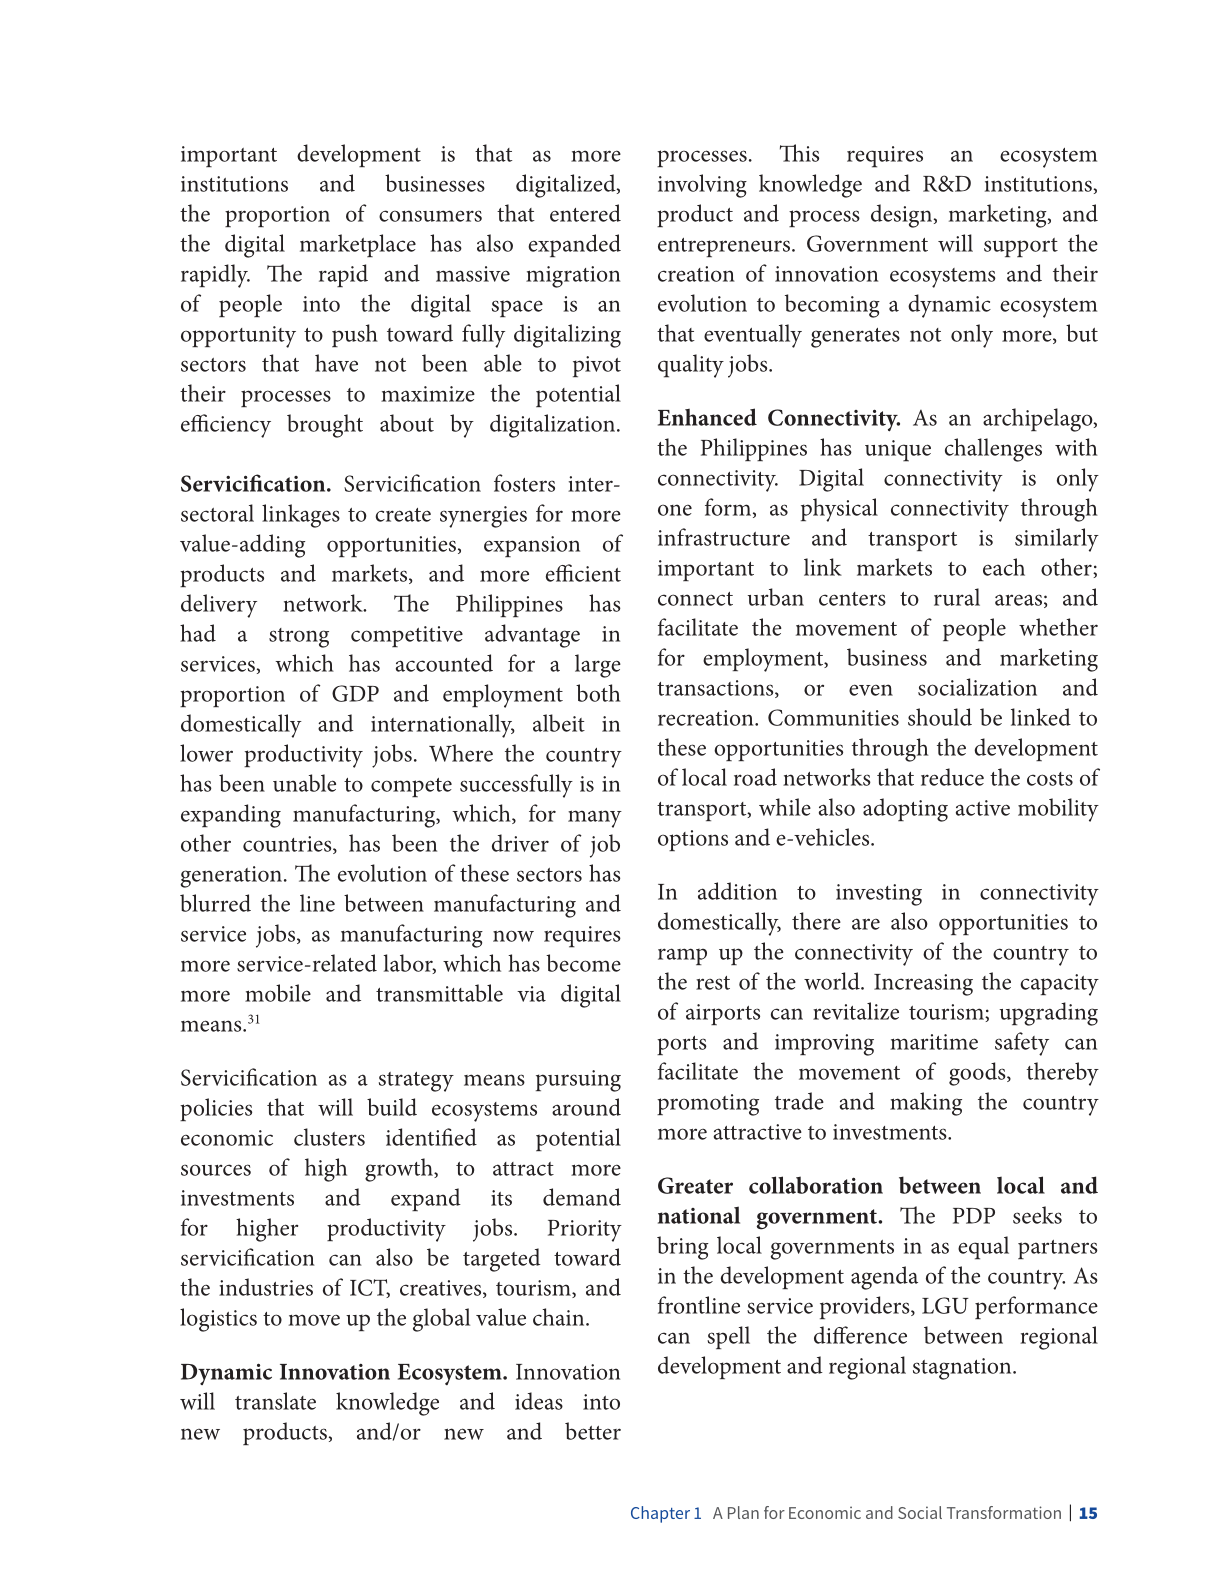 important development is that as more
institutions and businesses digitalized,
the proportion of consumers that entered
the digital marketplace has also expanded
rapidly. The rapid and massive migration
of people into the digital space is an
opportunity to push toward fully digitalizing
sectors that have not been able to pivot
their processes to maximize the potential
efficiency brought about by digitalization.
Servicification. Servicification fosters inter-
sectoral linkages to create synergies for more
value-adding opportunities, expansion of
products and markets, and more efficient
delivery network. The Philippines has
had a strong competitive advantage in
services, which has accounted for a large
proportion of GDP and employment both
domestically and internationally, albeit in
lower productivity jobs. Where the country
has been unable to compete successfully is in
expanding manufacturing, which, for many
other countries, has been the driver of job
generation. The evolution of these sectors has
blurred the line between manufacturing and
service jobs, as manufacturing now requires
more service-related labor, which has become
more mobile and transmittable via digital
means.31
Servicification as a strategy means pursuing
policies that will build ecosystems around
economic clusters identified as potential
sources of high growth, to attract more
investments and expand its demand
for higher productivity jobs. Priority
servicification can also be targeted toward
the industries of ICT, creatives, tourism, and
logistics to move up the global value chain.
Dynamic Innovation Ecosystem. Innovation
will translate knowledge and ideas into
new products, and/or new and better
processes. This requires an ecosystem
involving knowledge and R&D institutions,
product and process design, marketing, and
entrepreneurs. Government will support the
creation of innovation ecosystems and their
evolution to becoming a dynamic ecosystem
that eventually generates not only more, but
quality jobs.
Enhanced Connectivity. As an archipelago,
the Philippines has unique challenges with
connectivity. Digital connectivity is only
one form, as physical connectivity through
infrastructure and transport is similarly
important to link markets to each other;
connect urban centers to rural areas; and
facilitate the movement of people whether
for employment, business and marketing
transactions, or even socialization and
recreation. Communities should be linked to
these opportunities through the development
of local road networks that reduce the costs of
transport, while also adopting active mobility
options and e-vehicles.
In addition to investing in connectivity
domestically, there are also opportunities to
ramp up the connectivity of the country to
the rest of the world. Increasing the capacity
of airports can revitalize tourism; upgrading
ports and improving maritime safety can
facilitate the movement of goods, thereby
promoting trade and making the country
more attractive to investments.
Greater collaboration between local and
national government. The PDP seeks to
bring local governments in as equal partners
in the development agenda of the country. As
frontline service providers, LGU performance
can spell the difference between regional
development and regional stagnation.
Chapter 1 A Plan for Economic and Social Transformation | 15